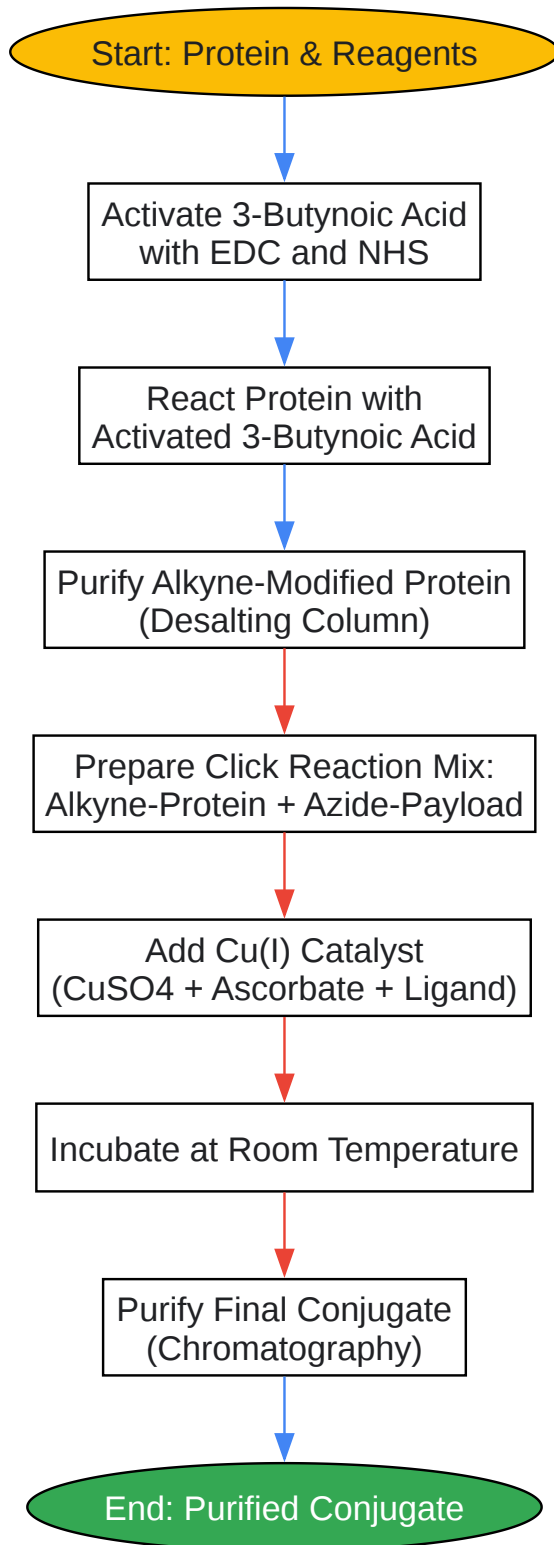 Start: Protein & Reagents
Activate 3-Butynoic Acid
with EDC and NHS
React Protein with
Activated 3-Butynoic Acid
Purify Alkyne-Modified Protein
(Desalting Column)
Prepare Click Reaction Mix:
Alkyne-Protein + Azide-Payload
Add Cu(I) Catalyst
(CuSO4 + Ascorbate + Ligand)
Incubate at Room Temperature
Purify Final Conjugate
(Chromatography)
End: Purified Conjugate